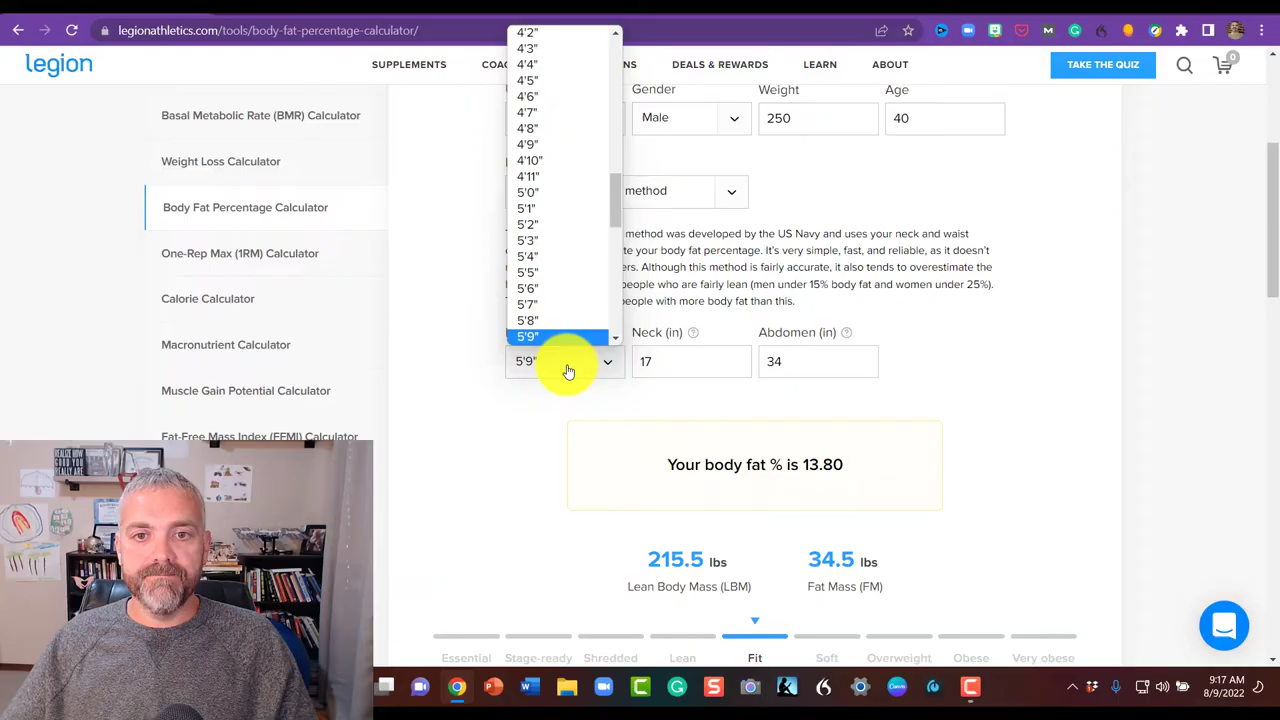 legionathletics.com/tools/body-fat-percentage-calculator/
legion
SUPPLEMENTS
DEALS & REWARDS
LEARN
ABOUT
TAKE THE QUIZ
0
Basal Metabolic Rate (BMR) Calculator
Weight Loss Calculator
Body Fat Percentage Calculator
One-Rep Max (1RM) Calculator
Calorie Calculator
Macronutrient Calculator
Muscle Gain Potential Calculator
Fat-Free Mass Index (FFMI) Calculator
4'2"
4'3"
4'4"
4'5"
4'6"
4'7"
4'8"
4'9"
4'10"
4'11"
5'0"
5'1"
5'2"
5'3"
5'4"
5'5"
5'6"
5'7"
5'8"
5'9"
Gender
Weight
Age
Male
250
40
method
method was developed by the US Navy and uses your neck and waist
your body fat percentage. It's very simple, fast, and reliable, as it doesn't
Although this method is fairly accurate, it also tends to overestimate the
people who are fairly lean (men under 15% body fat and women under 25%).
people with more body fat than this.
Neck (in)
Abdomen (in)
5'9"
17
34
Your body fat % is 13.80
215.5 lbs
34.5 lbs
Lean Body Mass (LBM)
Fat Mass (FM)
Essential
Stage-ready
Shredded
Lean
Fit
Soft
Overweight
Obese
Very obese
REALIZE HOW
GOOD YOU
REALLY ARE
9:17 AM
8/9/2022